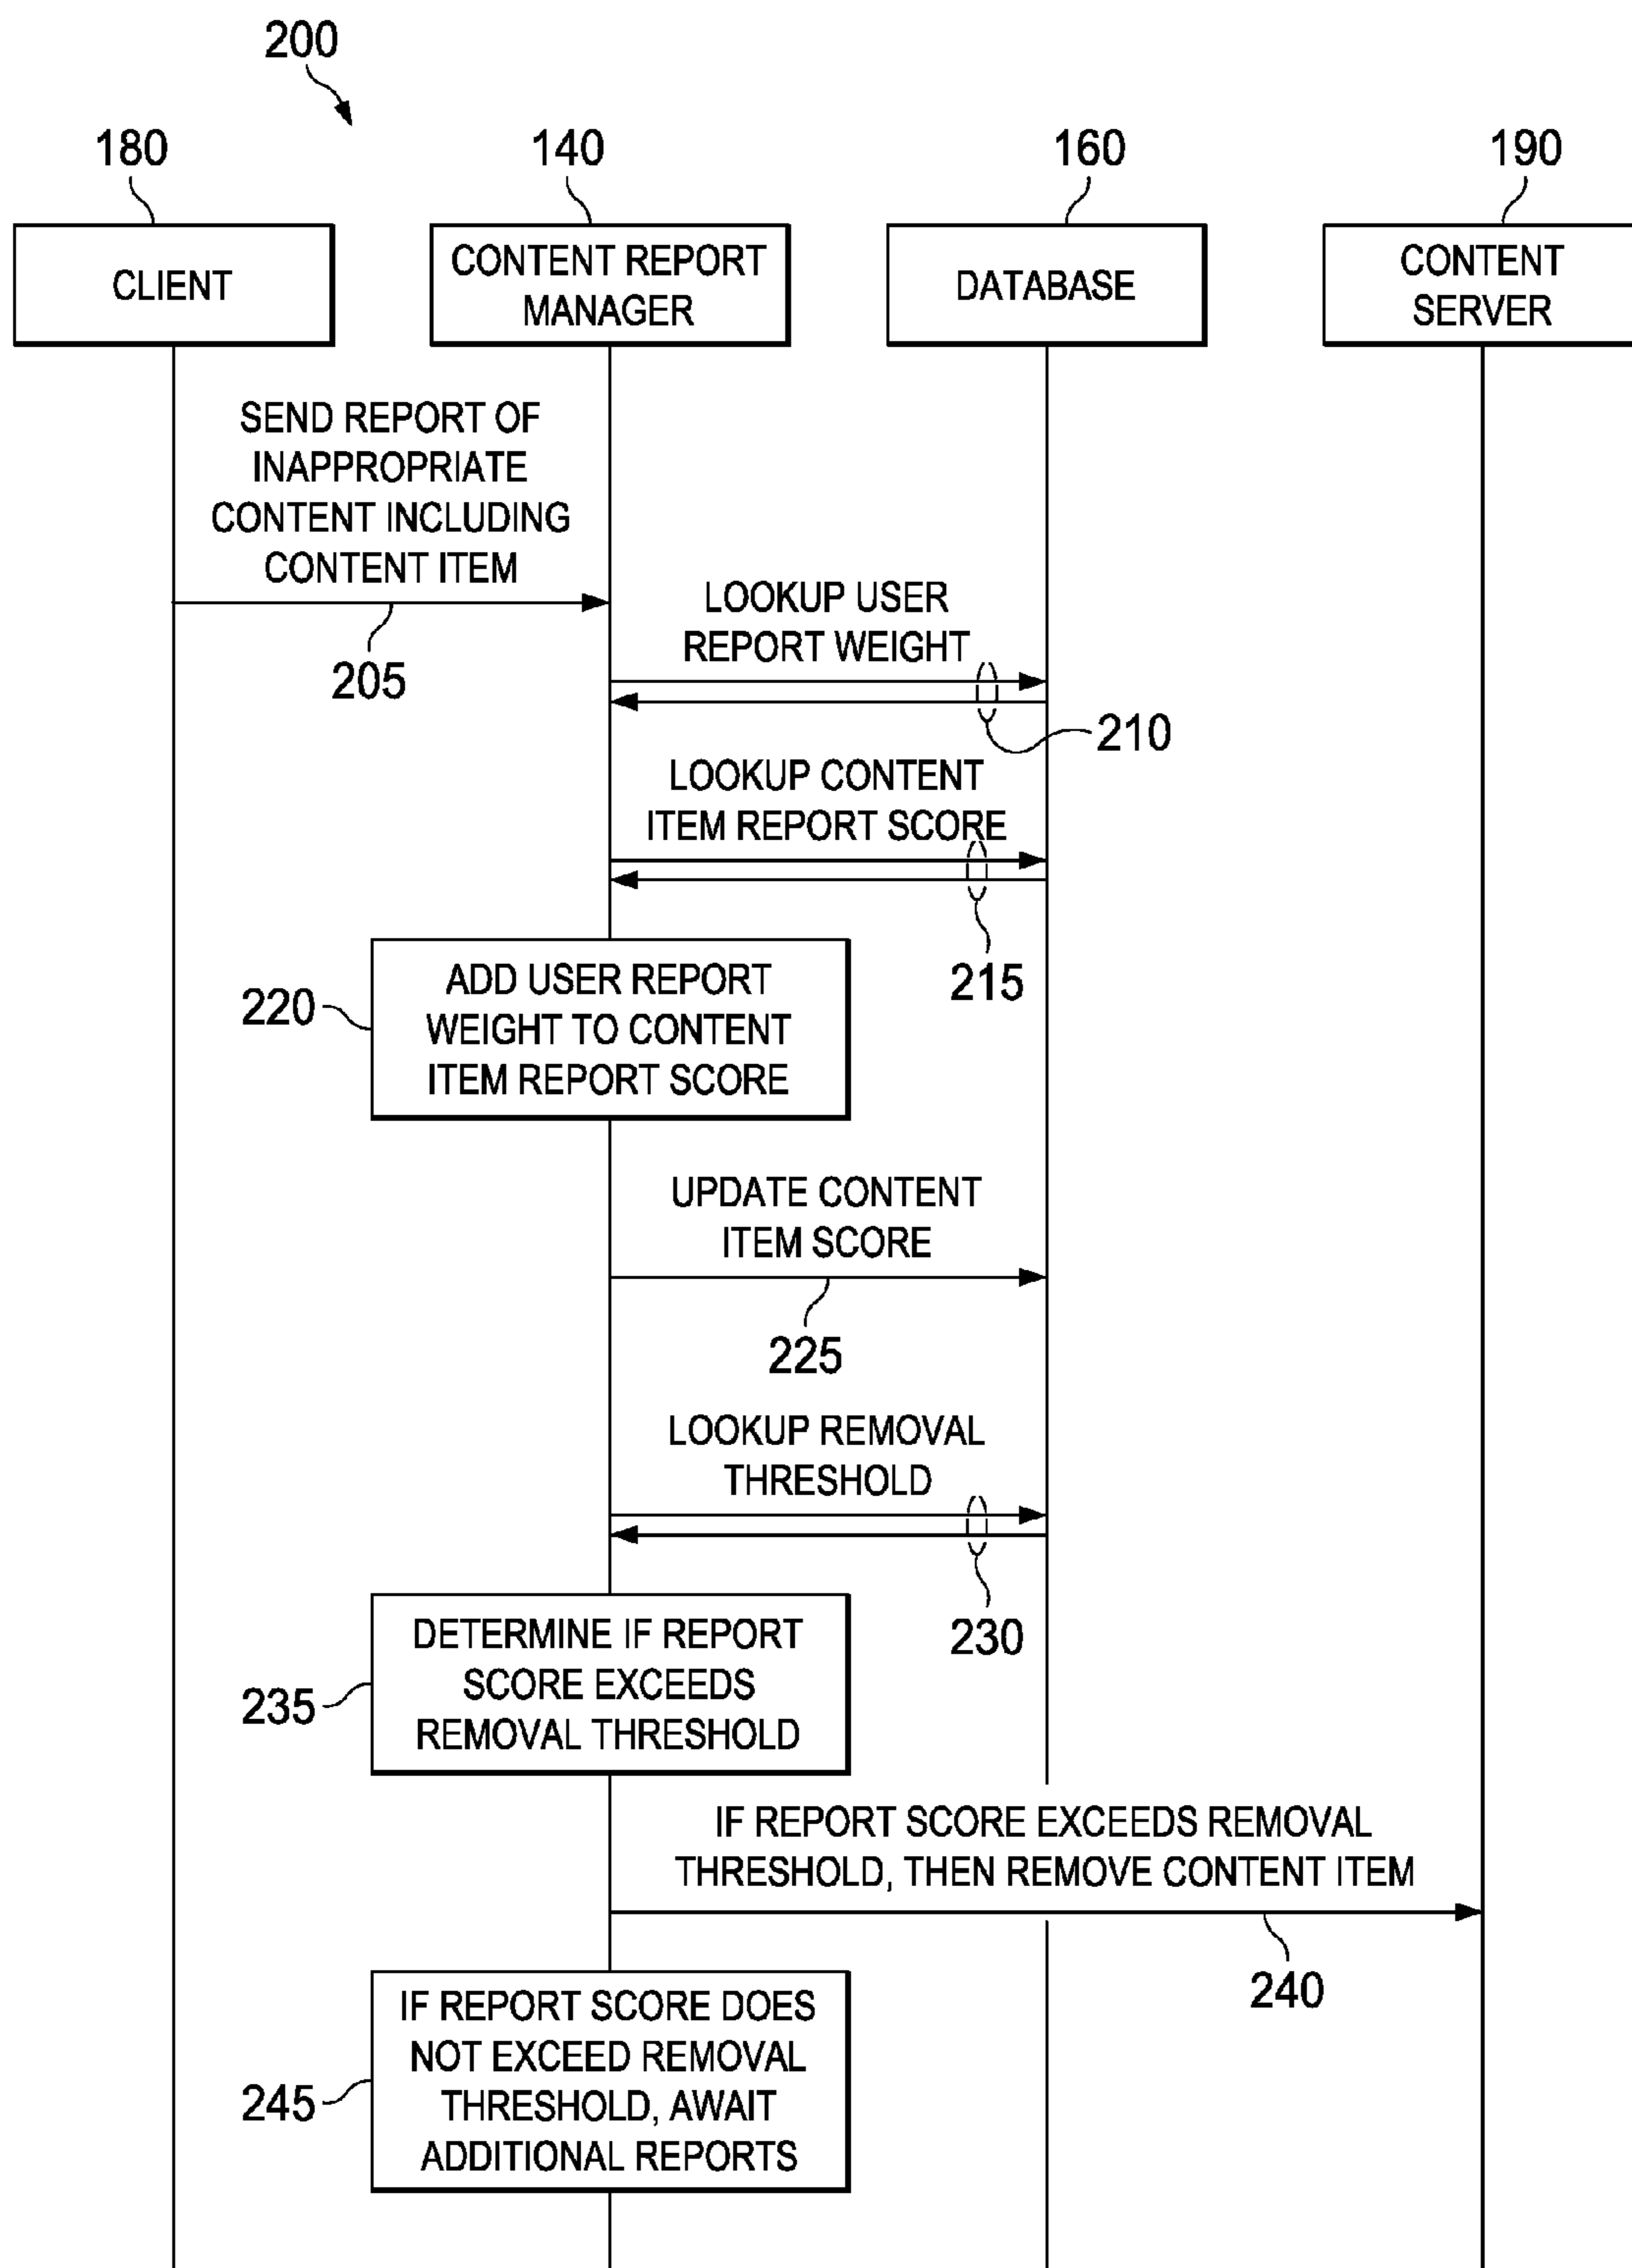 200
180
140
160
190
CLIENT
CONTENT REPORT
MANAGER
DATABASE
CONTENT
SERVER
SEND REPORT OF
INAPPROPRIATE
CONTENT INCLUDING
CONTENT ITEM
205
LOOKUP USER
REPORT WEIGHT
210
LOOKUP CONTENT
ITEM REPORT SCORE
215
220
ADD USER REPORT
WEIGHT TO CONTENT
ITEM REPORT SCORE
UPDATE CONTENT
ITEM SCORE
225
LOOKUP REMOVAL
THRESHOLD
230
235
DETERMINE IF REPORT
SCORE EXCEEDS
REMOVAL THRESHOLD
IF REPORT SCORE EXCEEDS REMOVAL
THRESHOLD, THEN REMOVE CONTENT ITEM
240
245
IF REPORT SCORE DOES
NOT EXCEED REMOVAL
THRESHOLD, AWAIT
ADDITIONAL REPORTS